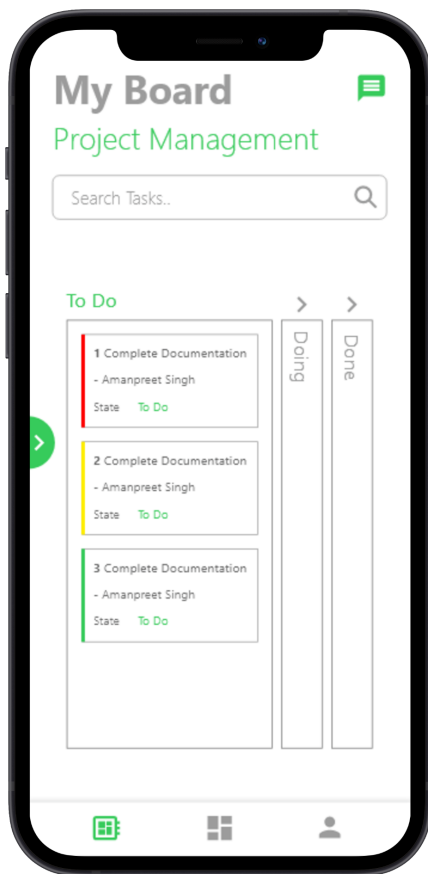 My Board
Project Management
Search Tasks..
To Do
1 Complete Documentation
- Amanpreet Singh
State To Do
2 Complete Documentation
- Amanpreet Singh
State To Do
3 Complete Documentation
- Amanpreet Singh
State To Do
Doing
Done